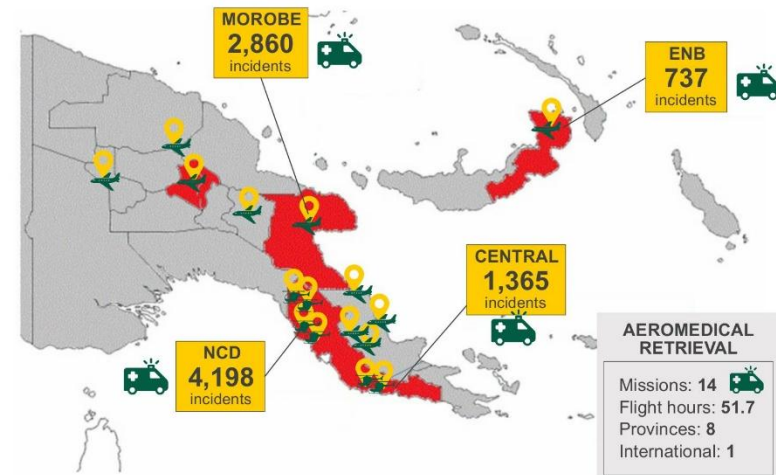 MOROBE
2,860
incidents
ENB
737
incidents
CENTRAL
1,365
incidents
NCD
4,198
incidents
AEROMEDICAL
RETRIEVAL
Missions: 14
Flight hours: 51.7
Provinces: 8
International: 1